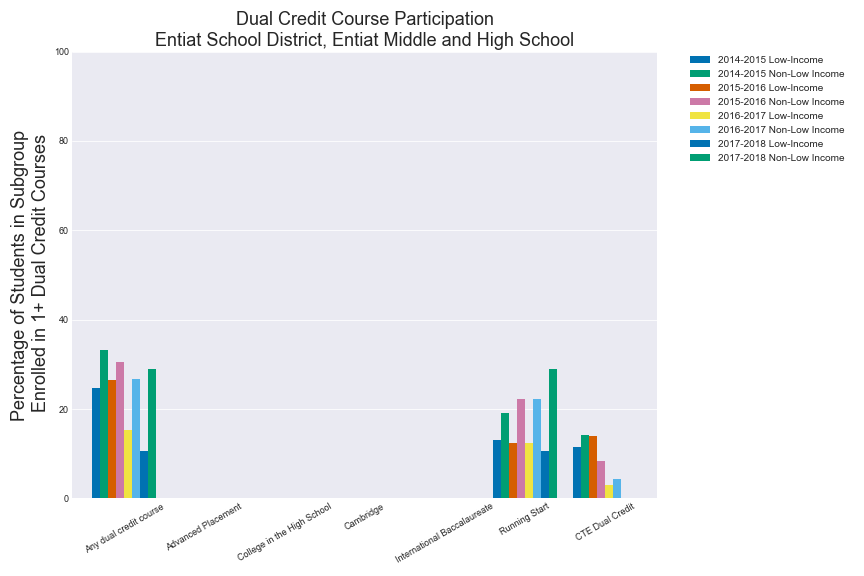 Dual Credit Course Participation
Entiat School District, Entiat Middle and High School
Percentage of Students in Subgroup
Enrolled in 1+ Dual Credit Courses
100
80
60
40
20
0
Any dual credit course
Advanced Placement
College in the High School
Cambridge
International Baccalaureate
Running Start
CTE Dual Credit
2014-2015 Low-Income
2014-2015 Non-Low Income
2015-2016 Low-Income
2015-2016 Non-Low Income
2016-2017 Low-Income
2016-2017 Non-Low Income
2017-2018 Low-Income
2017-2018 Non-Low Income